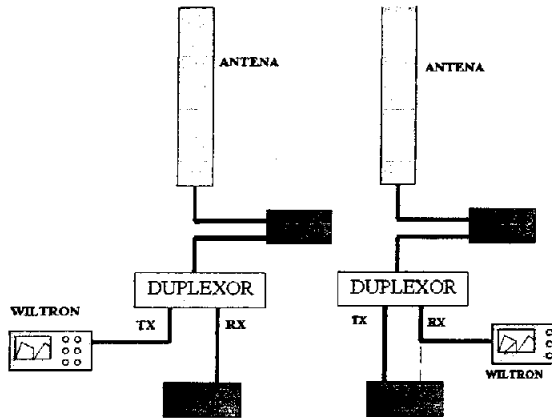 ANTENA
ANTENA
DUPLEXOR
DUPLEXOR
WILTRON
TX
RX
TX
RX
WILTRON